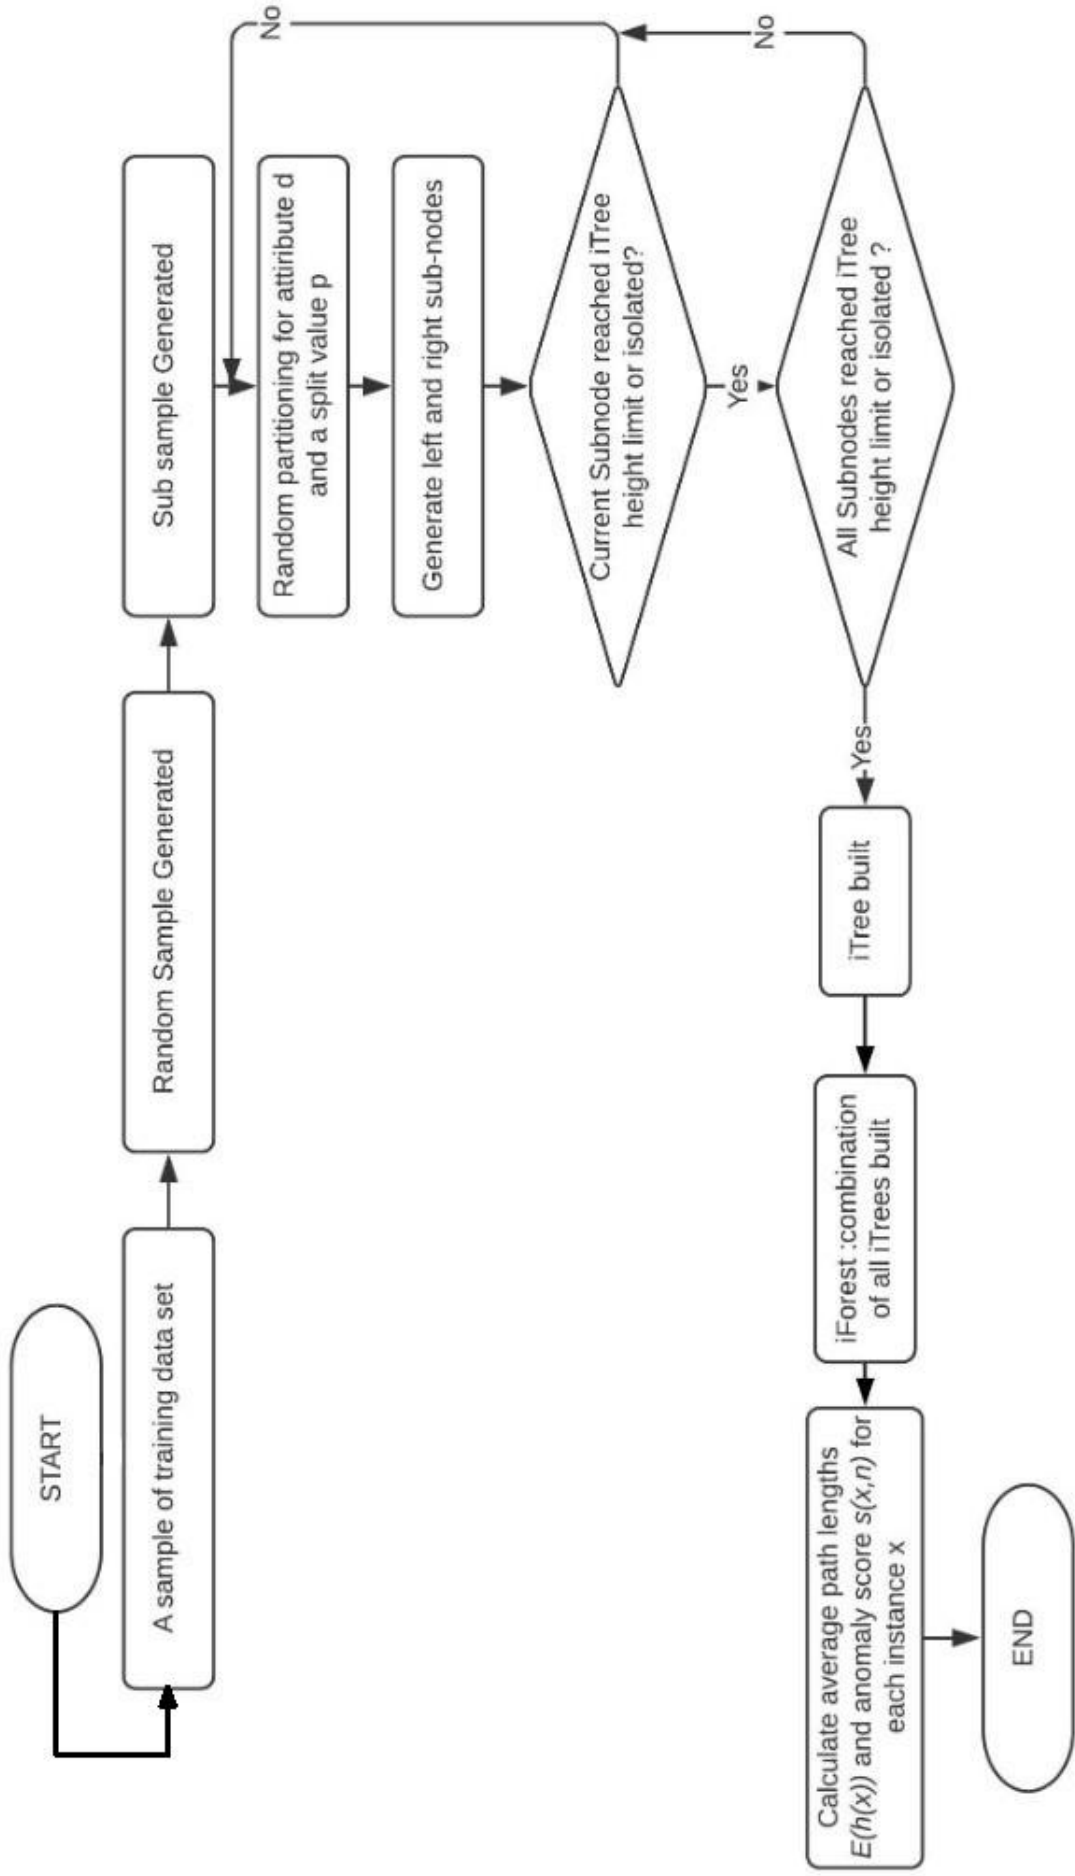 START
A sample of training data set
Random Sample Generated
Sub sample Generated
Random partitioning for attiribute d
and a split value p
Generate left and right sub-nodes
Current Subnode reached iTree
height limit or isolated?
No
Yes
All Subnodes reached iTree
height limit or isolated ?
No
Yes
iTree built
iForest :combination
of all iTrees built
Calculate average path lengths
E(h(x)) and anomaly score s(x,n) for
each instance x
END